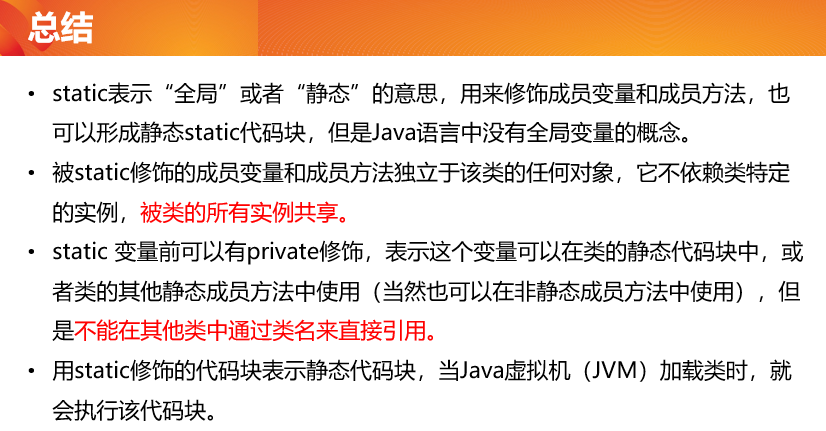 总结
• static表示“全局”或者“静态”的意思，用来修饰成员变量和成员方法，也
可以形成静态static代码块，但是Java语言中没有全局变量的概念。
• 被static修饰的成员变量和成员方法独立于该类的任何对象，它不依赖类特定
的实例，被类的所有实例共享。
• static 变量前可以有private修饰，表示这个变量可以在类的静态代码块中，或
者类的其他静态成员方法中使用（当然也可以在非静态成员方法中使用），但
是不能在其他类中通过类名来直接引用。
• 用static修饰的代码块表示静态代码块，当Java虚拟机（JVM）加载类时，就
会执行该代码块。